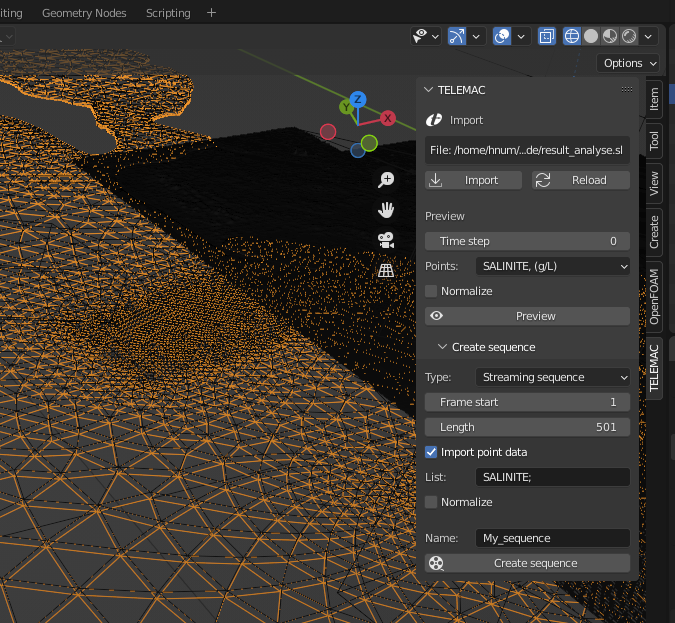 iting
Geometry Nodes
Scripting
+
Options
TELEMAC
Z
Y
X
Import
File: /home/hnum/...de/result_analyse.sl
Import
Reload
Preview
Time step
0
Points:
SALINITE, (g/L)
Normalize
Preview
Create sequence
Type:
Streaming sequence
Frame start
1
Length
501
Import point data
List:
SALINITE;
Normalize
Name:
My_sequence
Create sequence
Item
Tool
View
Create
OpenFOAM
TELEMAC